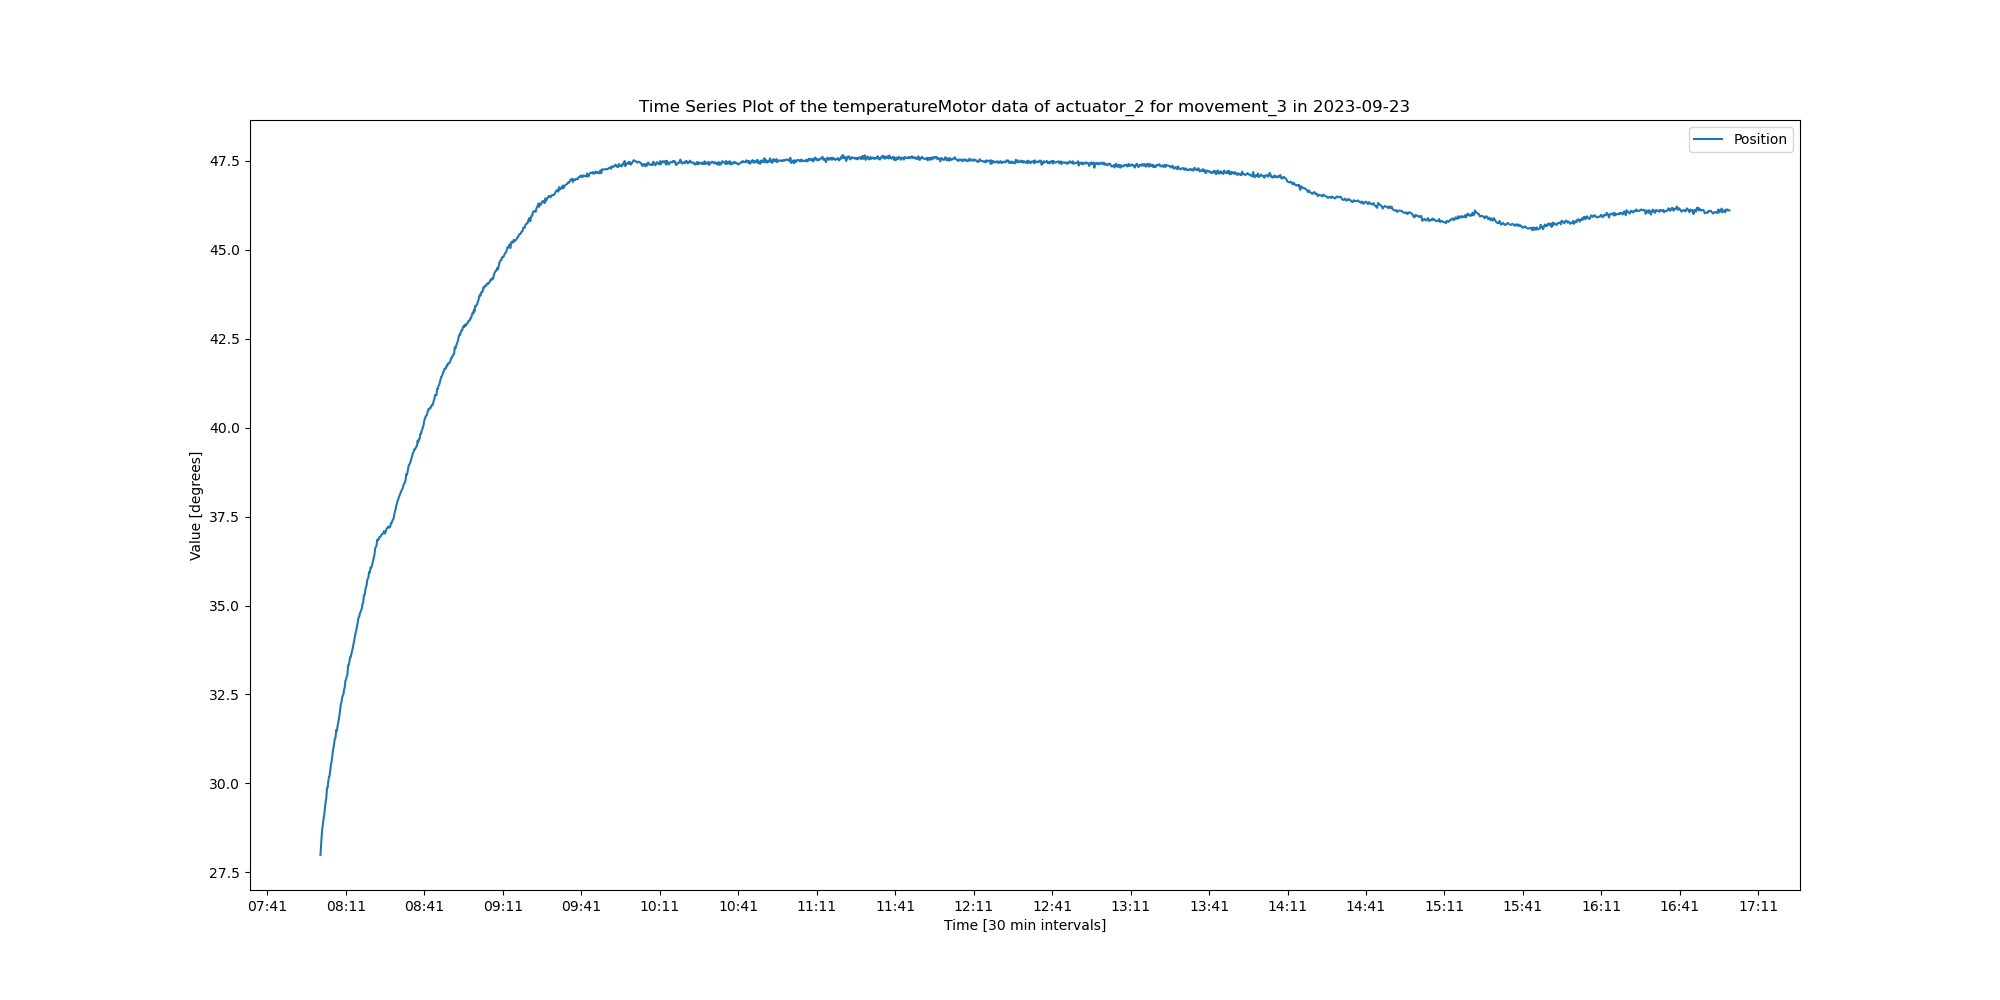 Time Series Plot of the temperatureMotor data of actuator_2 for movement_3 in 2023-09-23
Position
47.5
45.0
42.5
40.0
37.5
35.0
32.5
30.0
27.5
Value [degrees]
07:41 08:11 08:41 09:11 09:41 10:11 10:41 11:11 11:41 12:11 12:41 13:11 13:41 14:11 14:41 15:11 15:41 16:11 16:41 17:11
Time [30 min intervals]